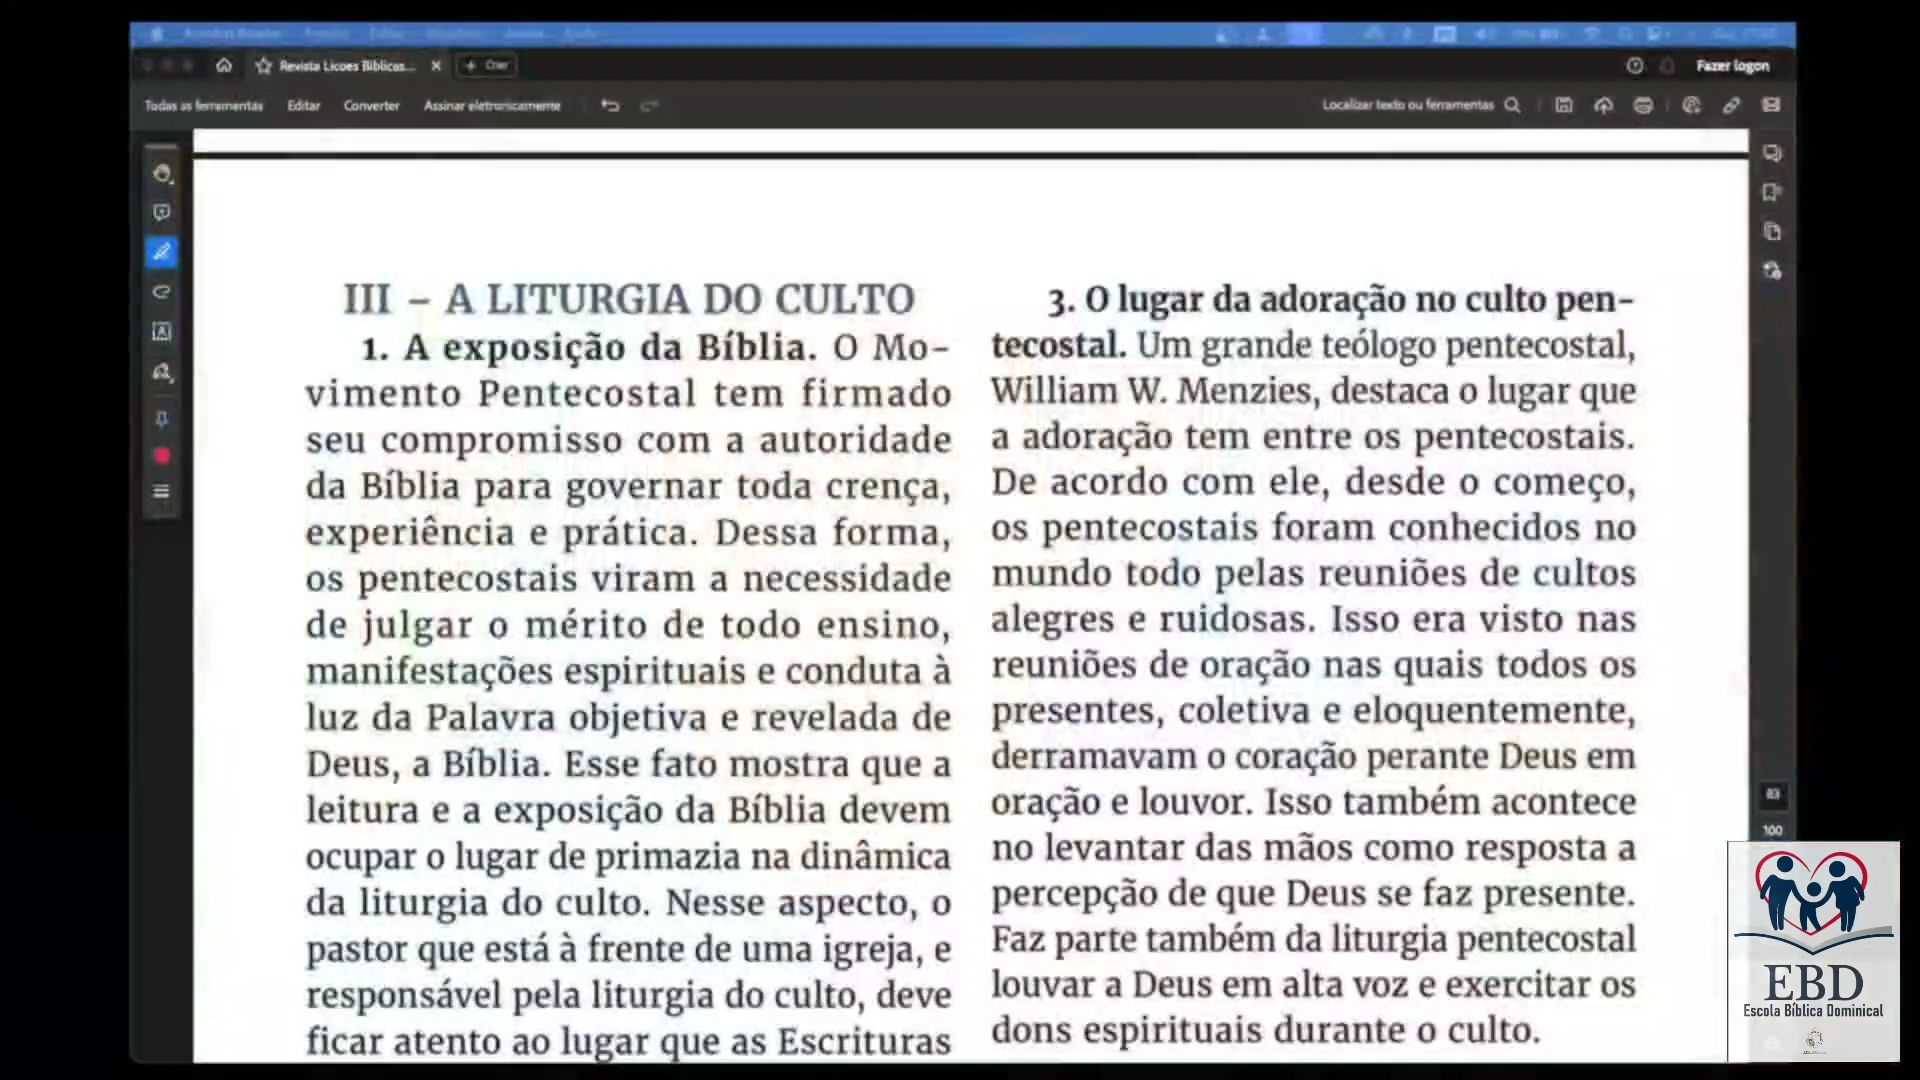 Revista Licoes Biblicas...
Criar
Fazer logon
Todas as ferramentas
Editar
Converter
Assinar eletronicamente
Localizar texto ou ferramentas
III – A LITURGIA DO CULTO
1. A exposição da Bíblia. O Mo-
vimento Pentecostal tem firmado
seu compromisso com a autoridade
da Bíblia para governar toda crença,
experiência e prática. Dessa forma,
os pentecostais viram a necessidade
de julgar o mérito de todo ensino,
manifestações espirituais e conduta à
luz da Palavra objetiva e revelada de
Deus, a Bíblia. Esse fato mostra que a
leitura e a exposição da Bíblia devem
ocupar o lugar de primazia na dinâmica
da liturgia do culto. Nesse aspecto, o
pastor que está à frente de uma igreja, e
responsável pela liturgia do culto, deve
ficar atento ao lugar que as Escrituras
3. O lugar da adoração no culto pen-
tecostal. Um grande teólogo pentecostal,
William W. Menzies, destaca o lugar que
a adoração tem entre os pentecostais.
De acordo com ele, desde o começo,
os pentecostais foram conhecidos no
mundo todo pelas reuniões de cultos
alegres e ruidosas. Isso era visto nas
reuniões de oração nas quais todos os
presentes, coletiva e eloquentemente,
derramavam o coração perante Deus em
oração e louvor. Isso também acontece
no levantar das mãos como resposta a
percepção de que Deus se faz presente.
Faz parte também da liturgia pentecostal
louvar a Deus em alta voz e exercitar os
dons espirituais durante o culto.
83
100
EBD
Escola Bíblica Dominical